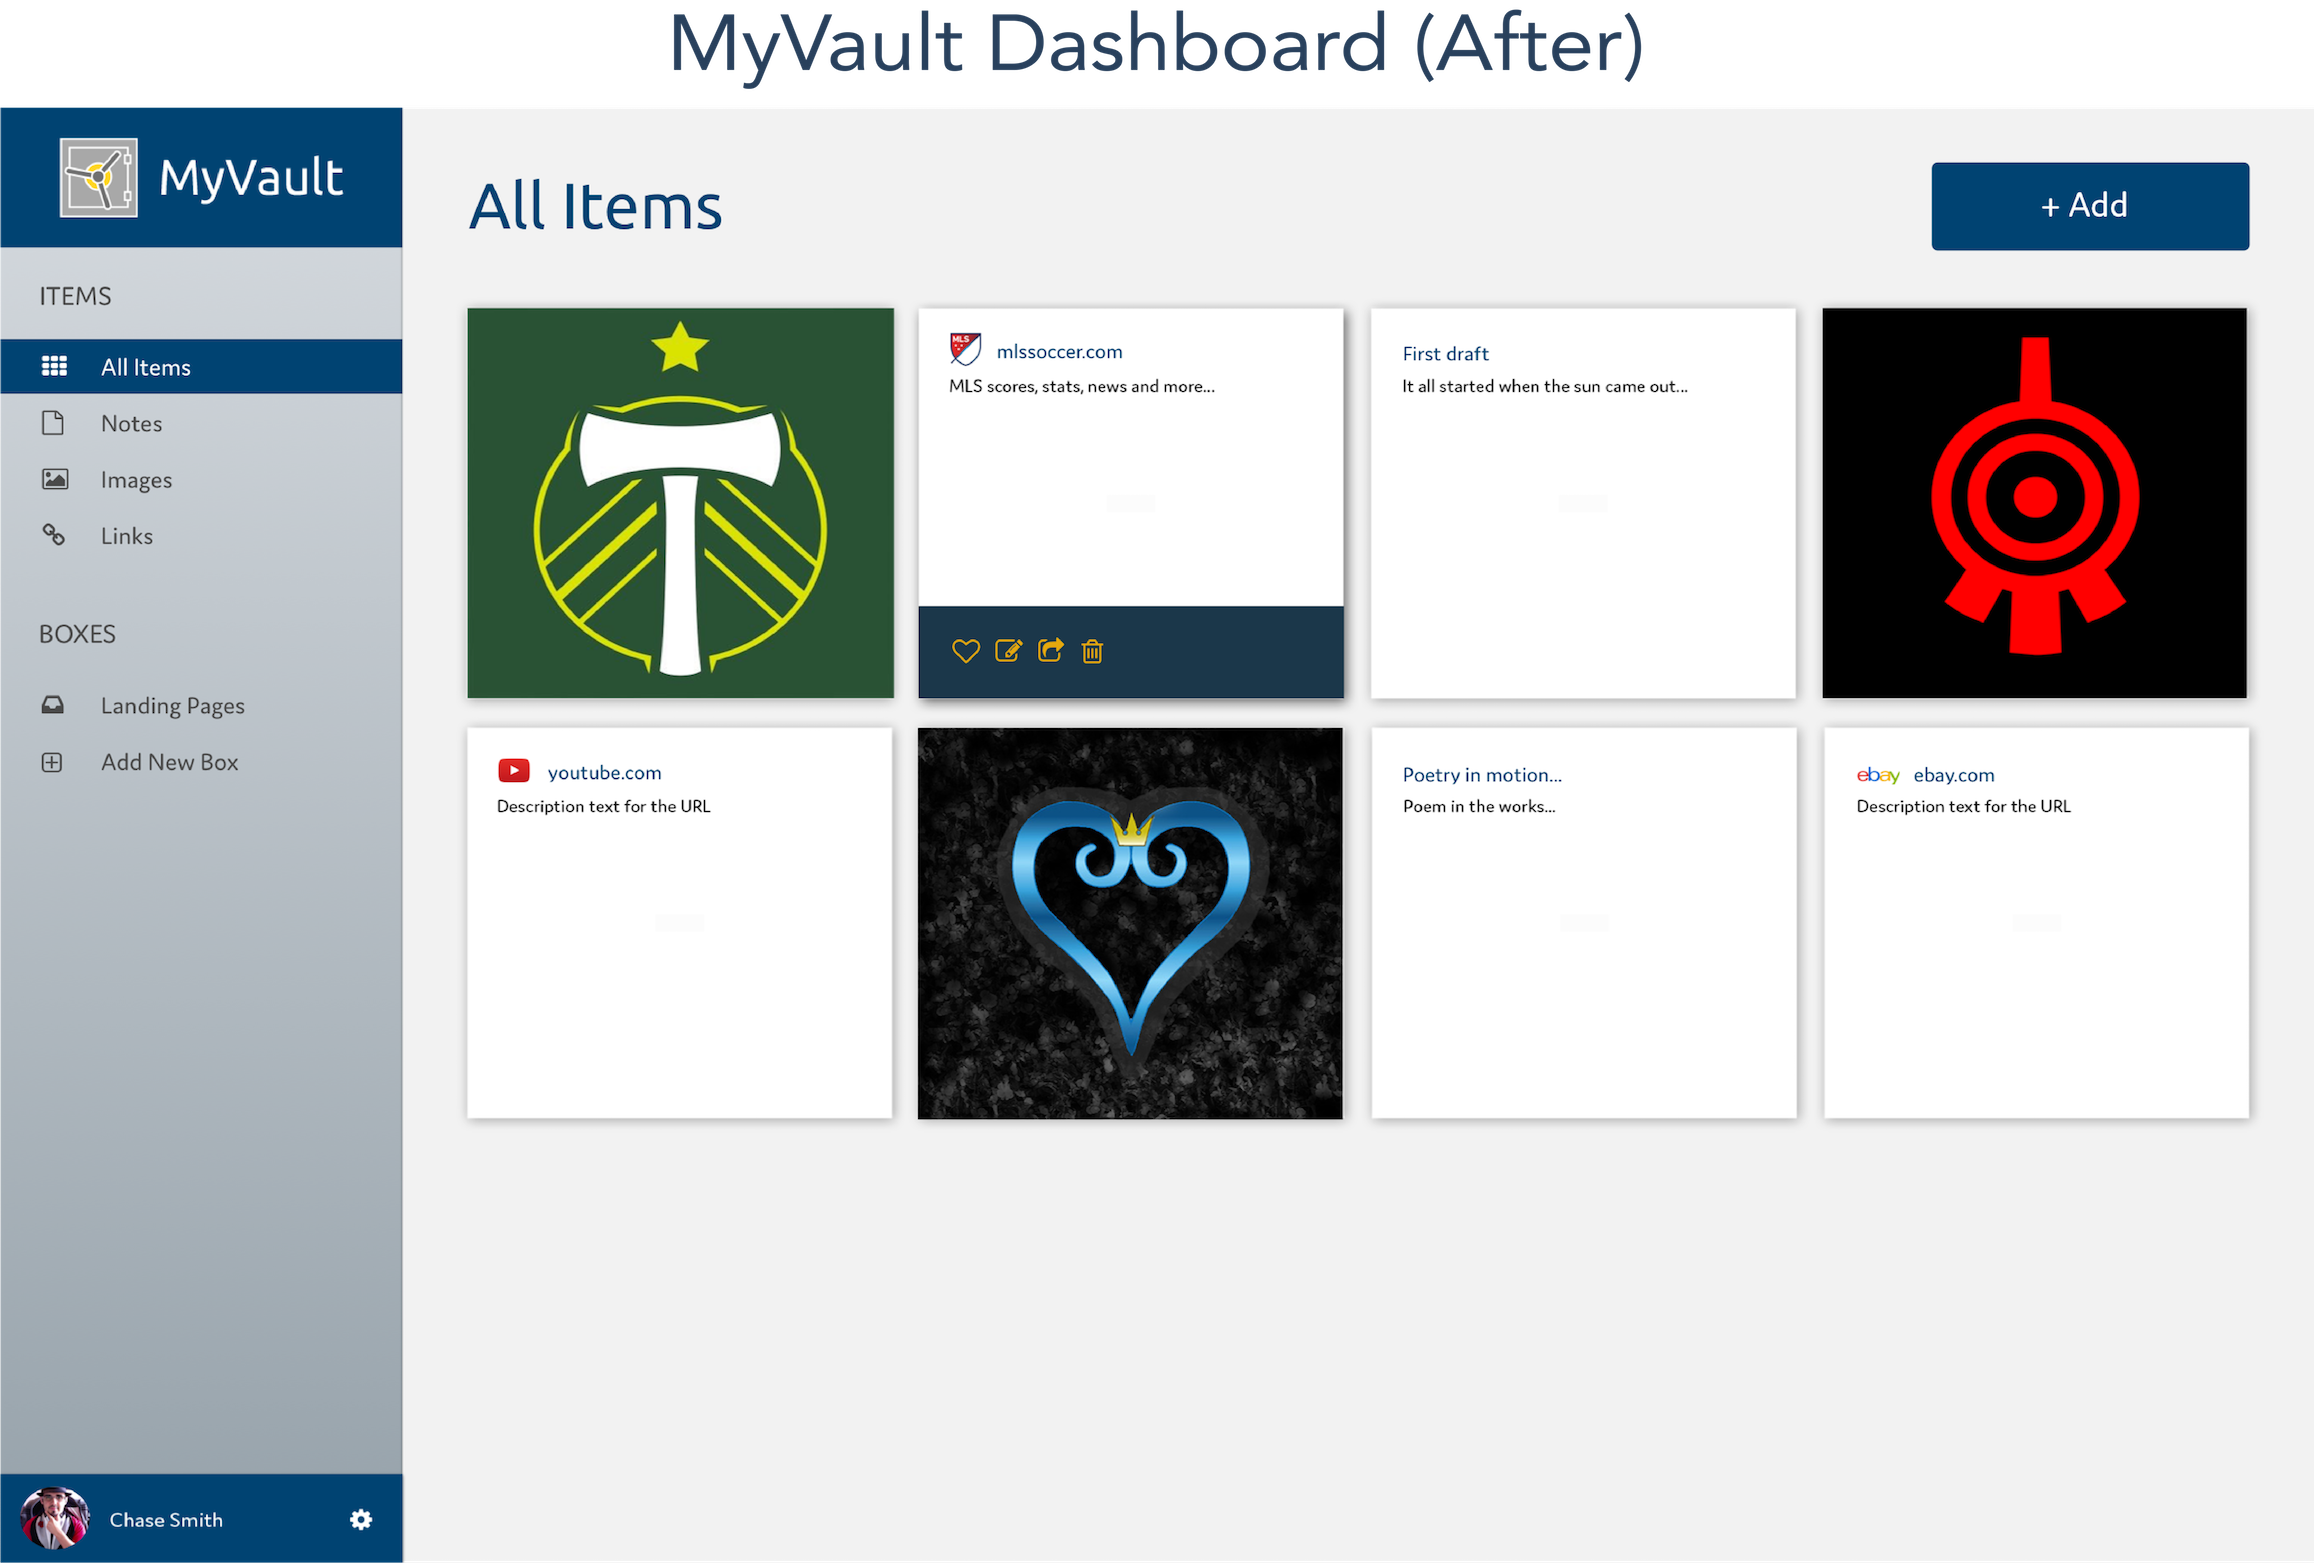 MyVault Dashboard (After)
MyVault
ITEMS
All Items
Notes
Images
Links
BOXES
Landing Pages
Add New Box
Chase Smith
All Items
+ Add
MLS
mlssoccer.com
MLS scores, stats, news and more...
First draft
It all started when the sun came out...
youtube.com
Description text for the URL
Poetry in motion...
Poem in the works...
ebay ebay.com
Description text for the URL